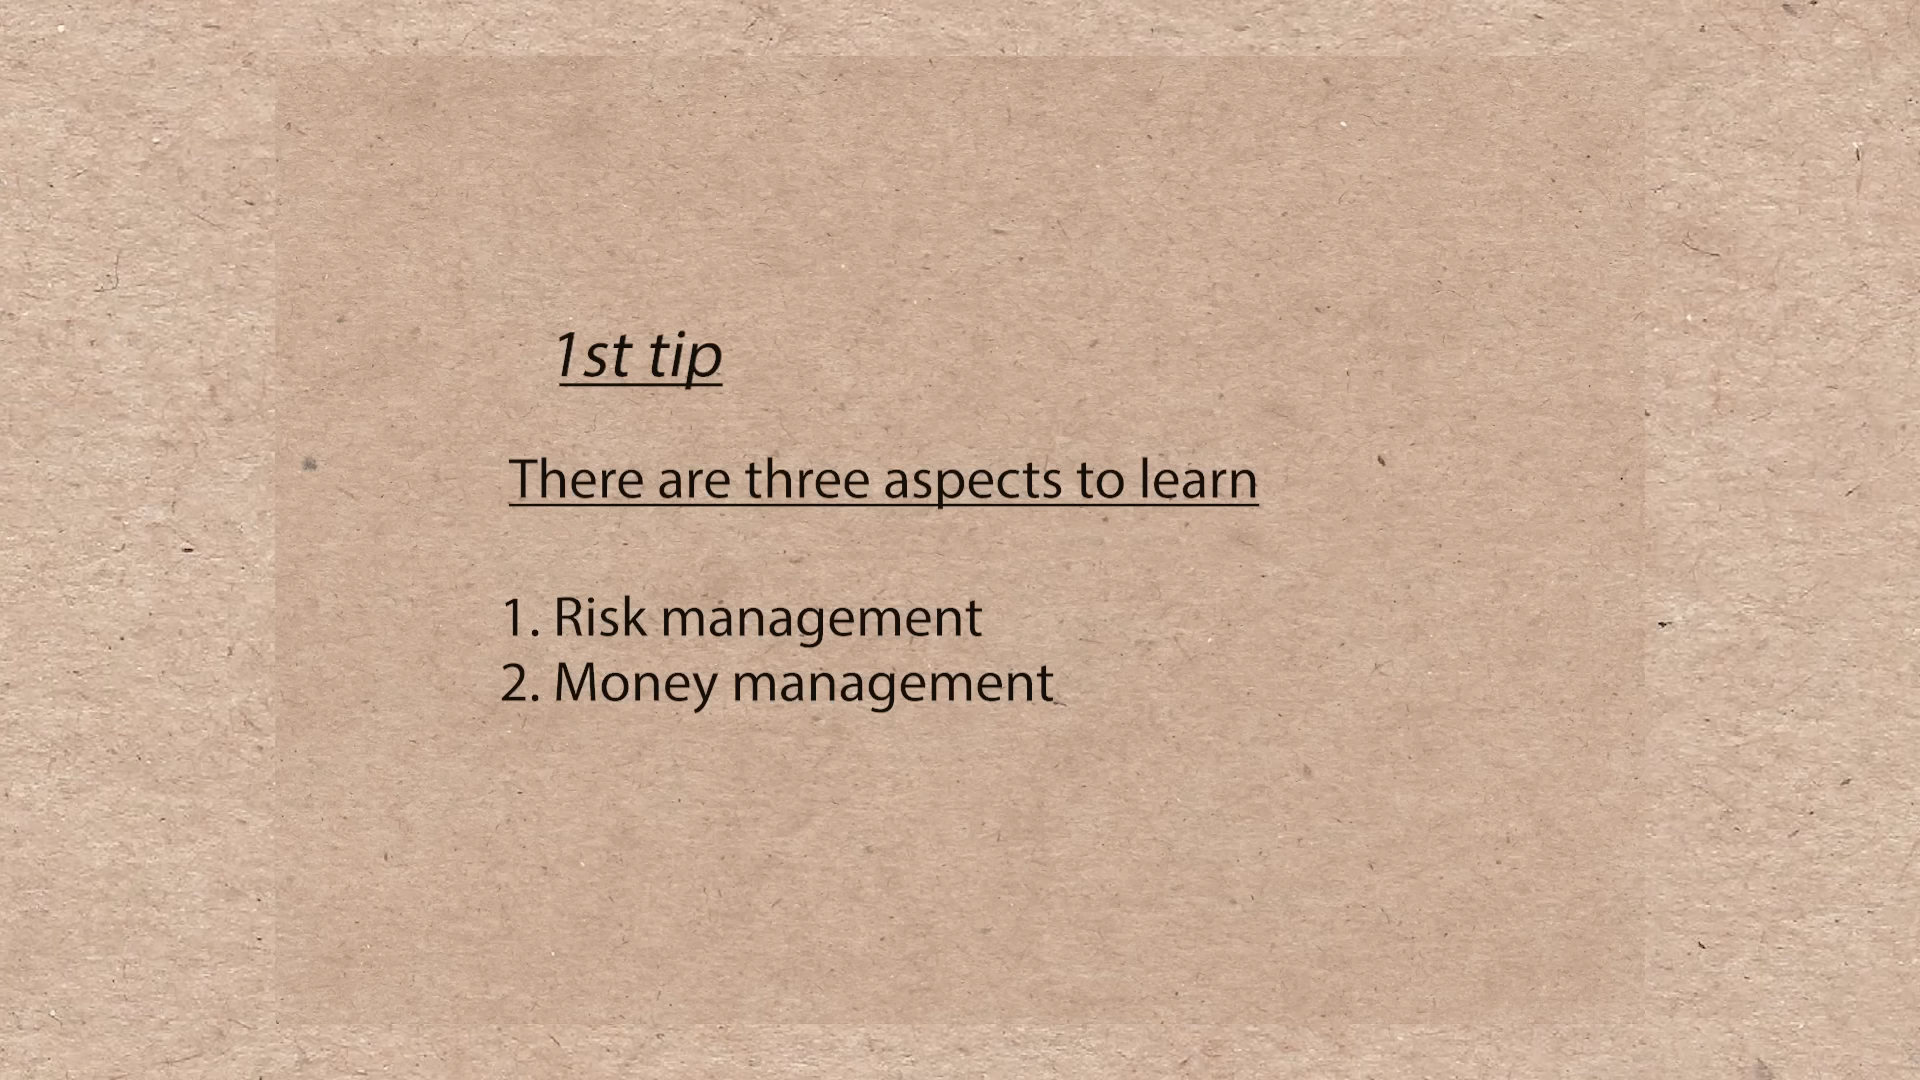 1st tip
There are three aspects to learn
1. Risk management
2. Money management